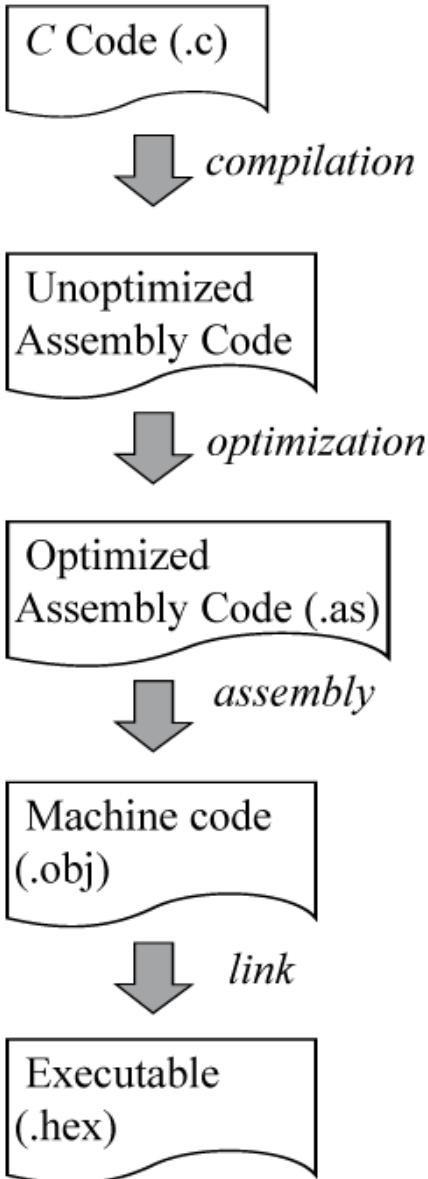 C Code (.c)
compilation
Unoptimized
Assembly Code
optimization
Optimized
Assembly Code (.as)
assembly
Machine code
(.obj)
link
Executable
(.hex)